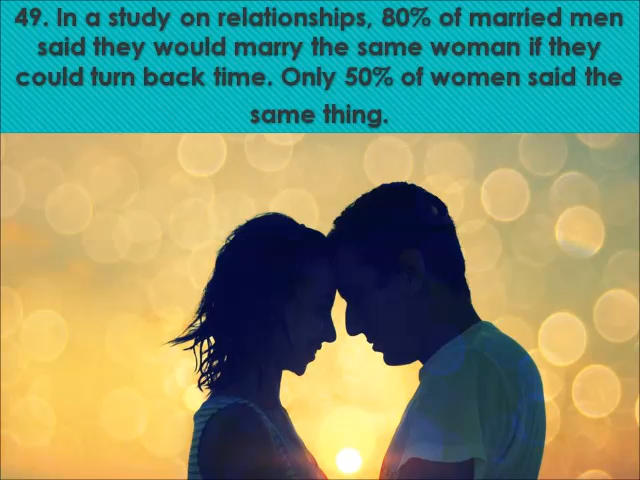 49. In a study on relationships, 80% of married men
said they would marry the same woman if they
could turn back time. Only 50% of women said the
same thing.